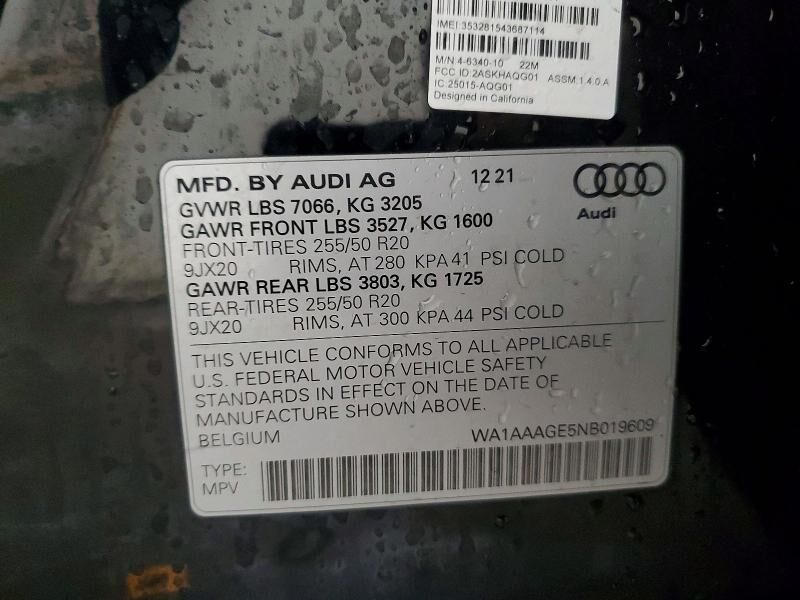 IMEI:353281543687114
M/N:4-6340-10 22M
FCC ID:2ASKHAQG01 ASSM.1.4.0.A
IC:25015-AQG01
Designed in California
MFD. BY AUDI AG 12 21
GVWR LBS 7066, KG 3205
Audi
GAWR FRONT LBS 3527, KG 1600
FRONT-TIRES 255/50 R20
9JX20 RIMS, AT 280 KPA 41 PSI COLD
GAWR REAR LBS 3803, KG 1725
REAR-TIRES 255/50 R20
9JX20 RIMS, AT 300 KPA 44 PSI COLD
THIS VEHICLE CONFORMS TO ALL APPLICABLE
U.S. FEDERAL MOTOR VEHICLE SAFETY
STANDARDS IN EFFECT ON THE DATE OF
MANUFACTURE SHOWN ABOVE.
BELGIUM WA1AAAGE5NB019609
TYPE:
MPV